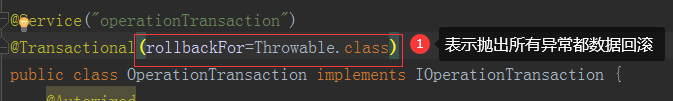 @Service("operationTransaction")
@Transactional(rollbackFor=Throwable.class) 1 表示抛出所有异常都数据回滚
public class OperationTransaction implements IOperationTransaction {
@Autowired